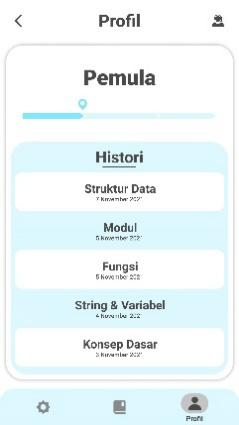 Profil
Pemula
Histori
Struktur Data
7 November 2021
Modul
5 November 2021
Fungsi
5 November 2021
String & Variabel
4 November 2021
Konsep Dasar
3 November 2021
Profil